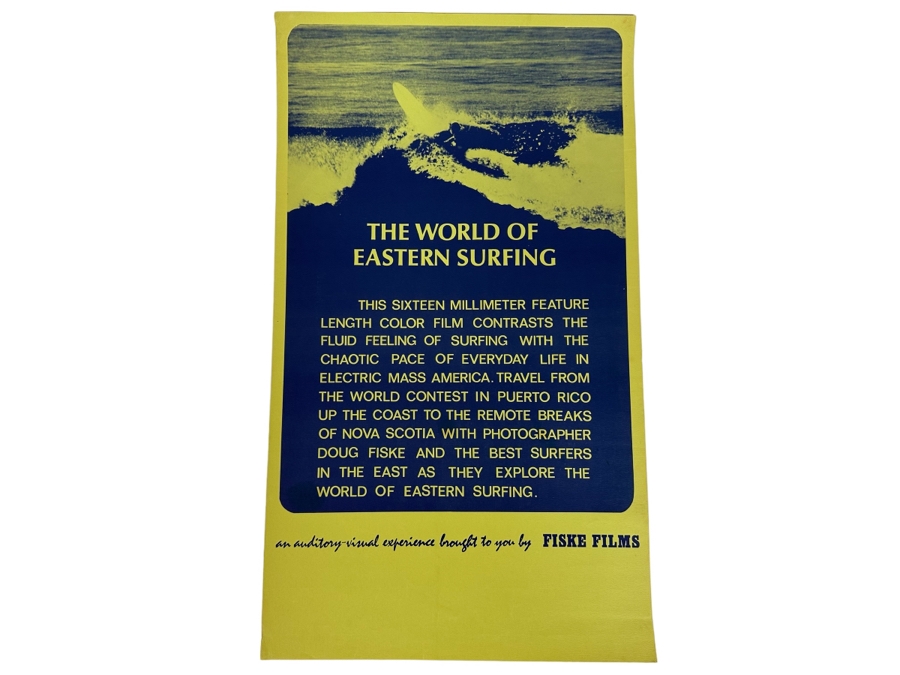 THE WORLD OF
EASTERN SURFING
THIS SIXTEEN MILLIMETER FEATURE
LENGTH COLOR FILM CONTRASTS THE
FLUID FEELING OF SURFING WITH THE
CHAOTIC PACE OF EVERYDAY LIFE IN
ELECTRIC MASS AMERICA. TRAVEL FROM
THE WORLD CONTEST IN PUERTO RICO
UP THE COAST TO THE REMOTE BREAKS
OF NOVA SCOTIA WITH PHOTOGRAPHER
DOUG FISKE AND THE BEST SURFERS
IN THE EAST AS THEY EXPLORE THE
WORLD OF EASTERN SURFING.
an auditory-visual experience brought to you by FISKE FILMS